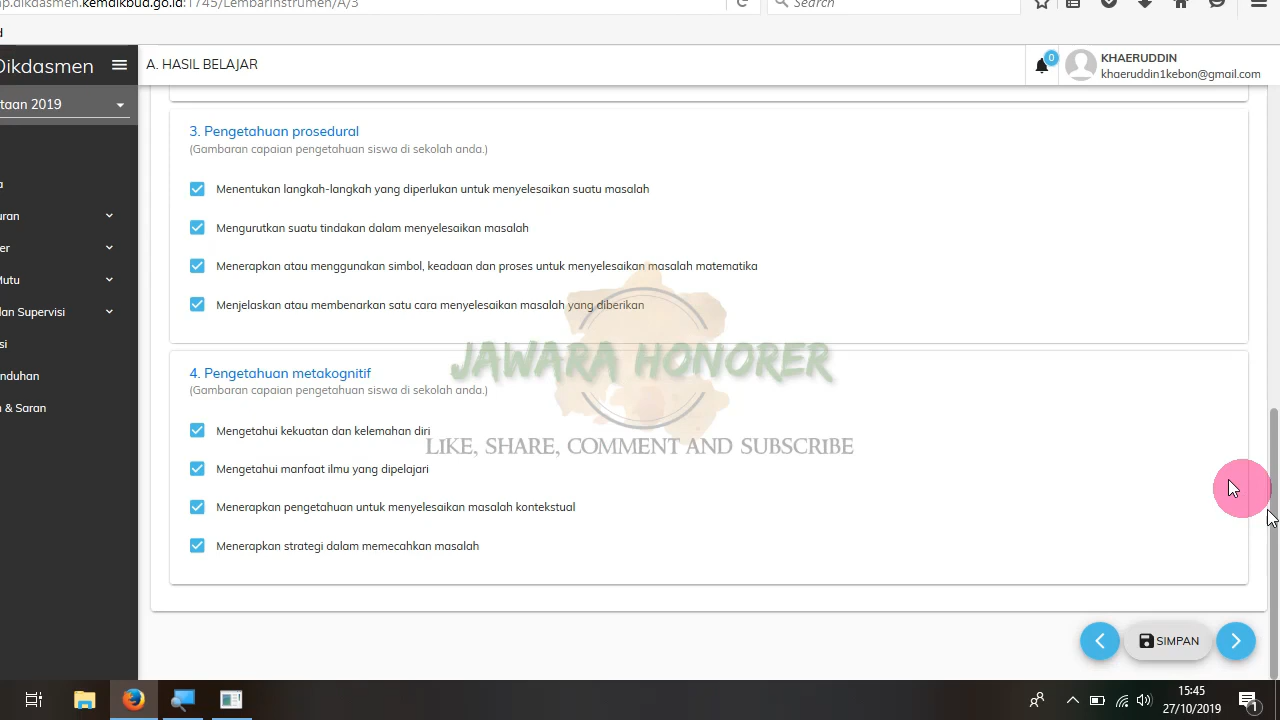 p.dikdasmen.kemdikbud.go.id:1745/LembarInstrumen/A/3
Search
d
Dikdasmen
A. HASIL BELAJAR
0
KHAERUDDIN
khaeruddin1kebon@gmail.com
taan 2019
a
uran
er
Mutu
lan Supervisi
si
nduhan
n & Saran
3. Pengetahuan prosedural
(Gambaran capaian pengetahuan siswa di sekolah anda.)
Menentukan langkah-langkah yang diperlukan untuk menyelesaikan suatu masalah
Mengurutkan suatu tindakan dalam menyelesaikan masalah
Menerapkan atau menggunakan simbol, keadaan dan proses untuk menyelesaikan masalah matematika
Menjelaskan atau membenarkan satu cara menyelesaikan masalah yang diberikan
JAWARA HONORER
LIKE, SHARE, COMMENT AND SUBSCRIBE
4. Pengetahuan metakognitif
(Gambaran capaian pengetahuan siswa di sekolah anda.)
Mengetahui kekuatan dan kelemahan diri
Mengetahui manfaat ilmu yang dipelajari
Menerapkan pengetahuan untuk menyelesaikan masalah kontekstual
Menerapkan strategi dalam memecahkan masalah
SIMPAN
15:45
27/10/2019
1